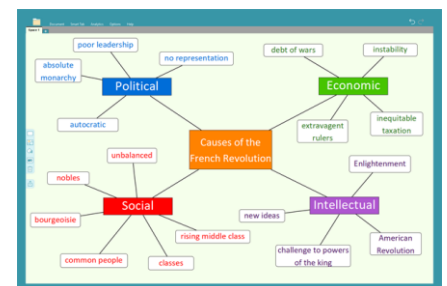 poor leadership
no representation
absolute
monarchy
Political
autocratic
debt of wars
instability
Economic
extravagent
rulers
inequitable
taxation
Causes of the
French Revolution
unbalanced
nobles
bourgeoisie
Social
rising middle class
common people
classes
Enlightenment
new ideas
Intellectual
challenge to powers
of the king
American
Revolution